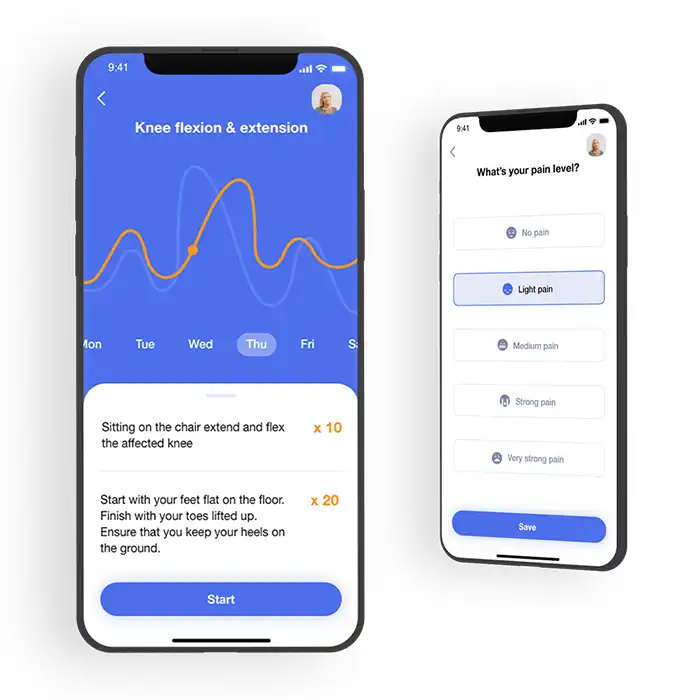 9:41
Knee flexion & extension
Mon Tue Wed Thu Fri S
Sitting on the chair extend and flex
the affected knee
x 10
Start with your feet flat on the floor.
Finish with your toes lifted up.
Ensure that you keep your heels on
the ground.
x 20
Start
9:41
What's your pain level?
No pain
Light pain
Medium pain
Strong pain
Very strong pain
Save